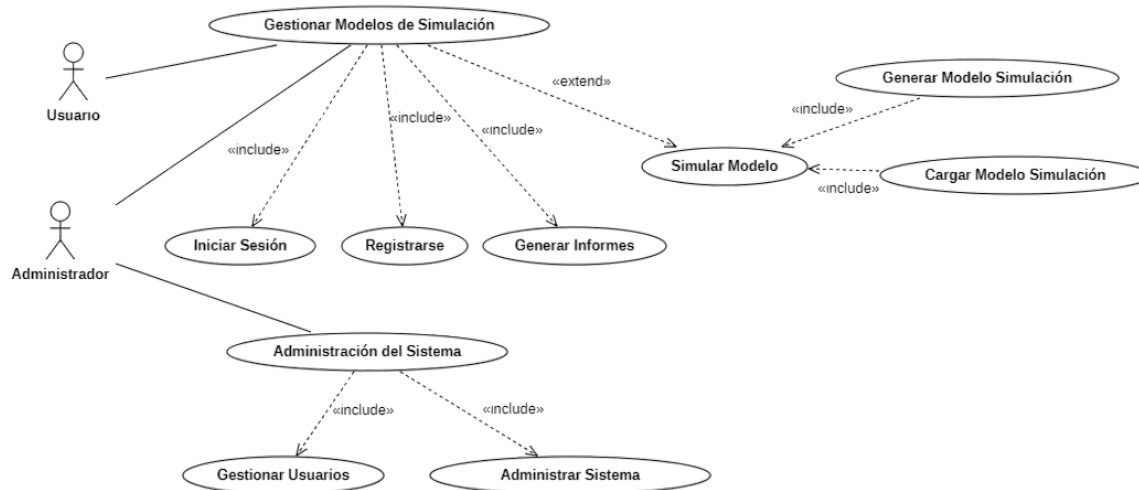 Gestionar Modelos de Simulación
Usuario
«extend»
Generar Modelo Simulación
«include»
«include»
«include»
«include»
Simular Modelo
Cargar Modelo Simulación
«include»
Administrador
Iniciar Sesión
Registrarse
Generar Informes
Administración del Sistema
«include»
«include»
Gestionar Usuarios
Administrar Sistema